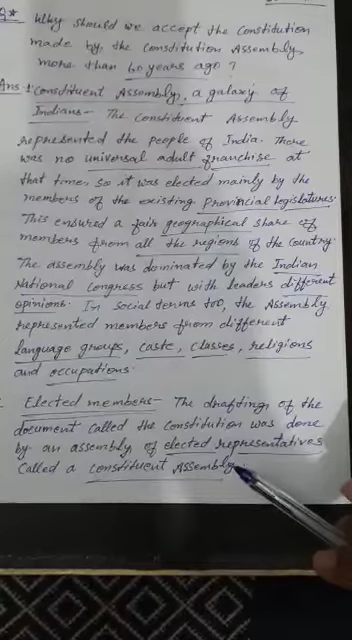 Q* Why should we accept the Constitution
made by the Constitution Assembly
more than 60 years ago ?
Ans: Constituent Assembly, a galaxy of
Indians - The constituent Assembly
represented the people of India. There
was no universal adult franchise at
that time. So it was elected mainly by the
members of the existing Provincial legislatures.
This ensured a fair geographical share of
members from all the regions of the country.
The assembly was dominated by the Indian
National Congress but with leaders different
opinions. In social terms too, the Assembly
represented members from different
language groups, caste, classes, religions
and occupations.
Elected members - The drafting of the
document called the constitution was done
by an assembly of elected representatives
called a constituent Assembly